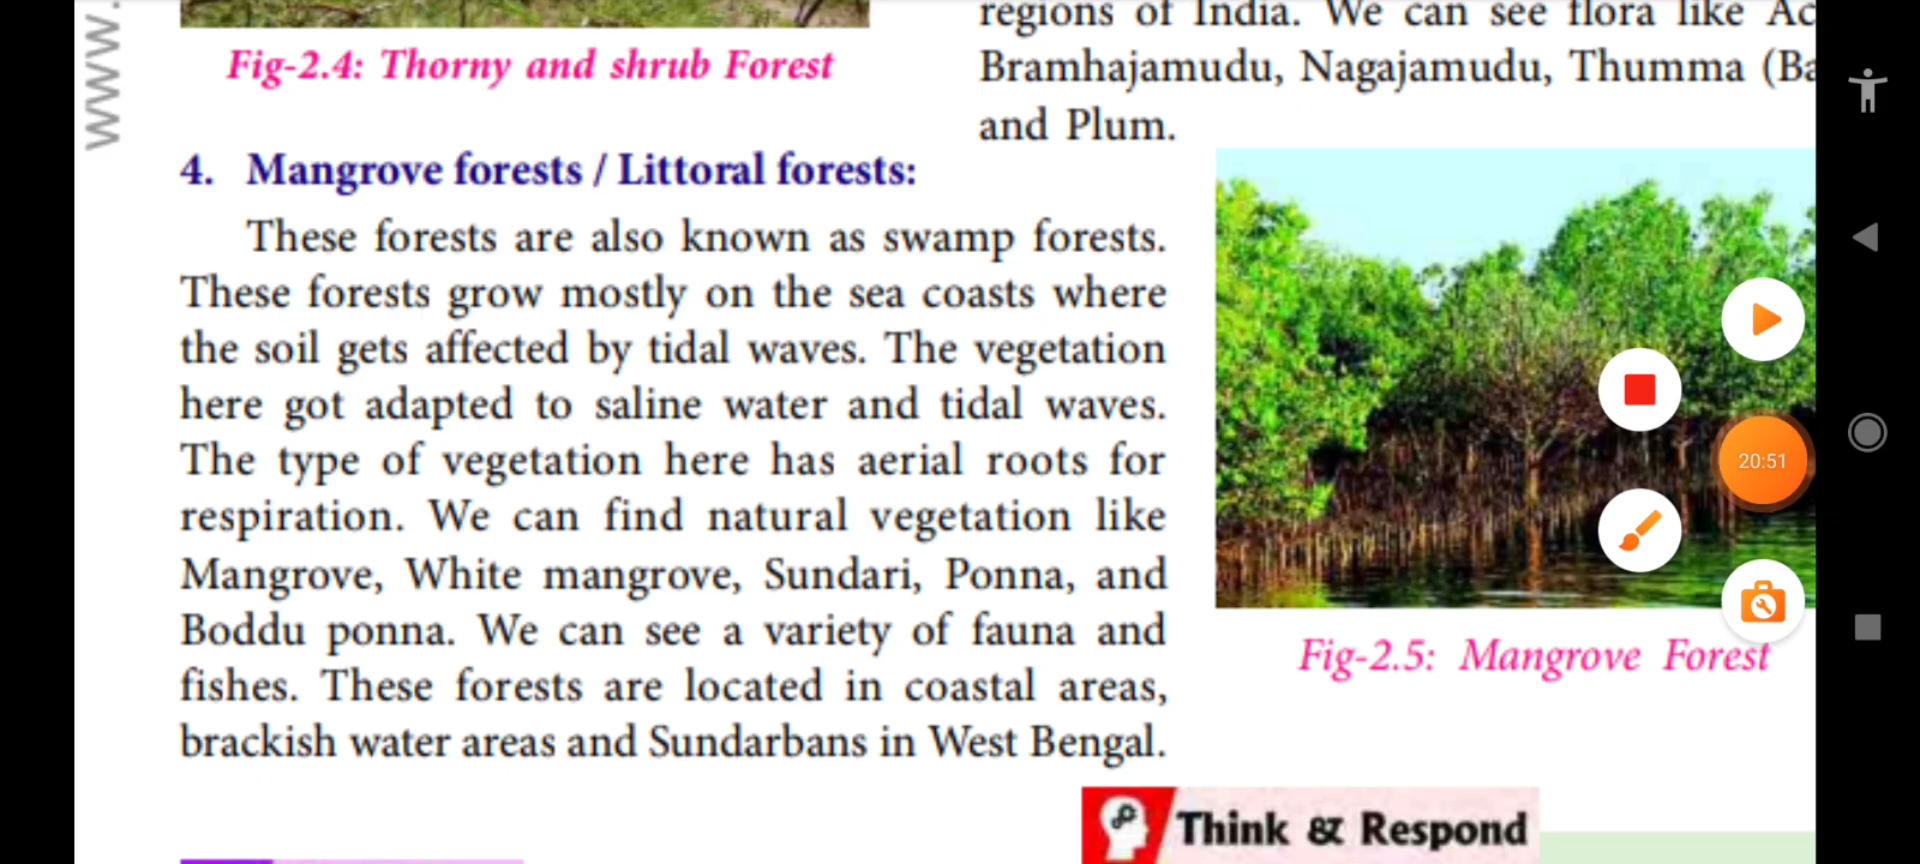 www.
regions of India. We can see flora like Ac
Fig-2.4: Thorny and shrub Forest
Bramhajamudu, Nagajamudu, Thumma (Ba
and Plum.
4. Mangrove forests / Littoral forests:
These forests are also known as swamp forests.
These forests grow mostly on the sea coasts where
the soil gets affected by tidal waves. The vegetation
here got adapted to saline water and tidal waves.
The type of vegetation here has aerial roots for
respiration. We can find natural vegetation like
Mangrove, White mangrove, Sundari, Ponna, and
Boddu ponna. We can see a variety of fauna and
fishes. These forests are located in coastal areas,
brackish water areas and Sundarbans in West Bengal.
20:51
Fig-2.5: Mangrove Forest
Think & Respond